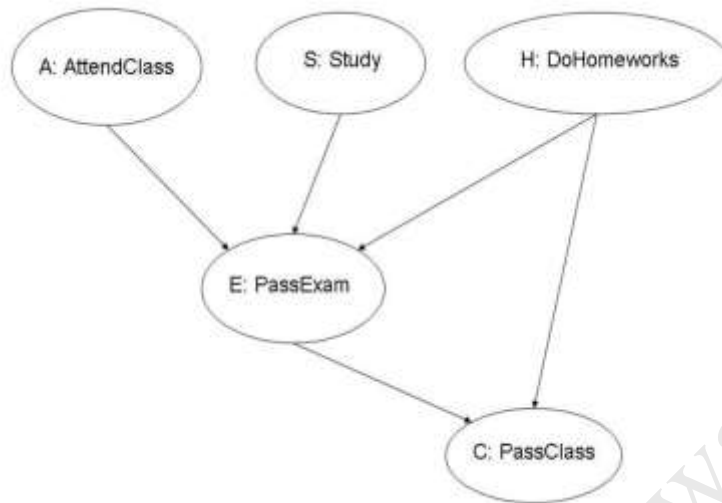 A: AttendClass
S: Study
H: DoHomeworks
E: PassExam
C: PassClass